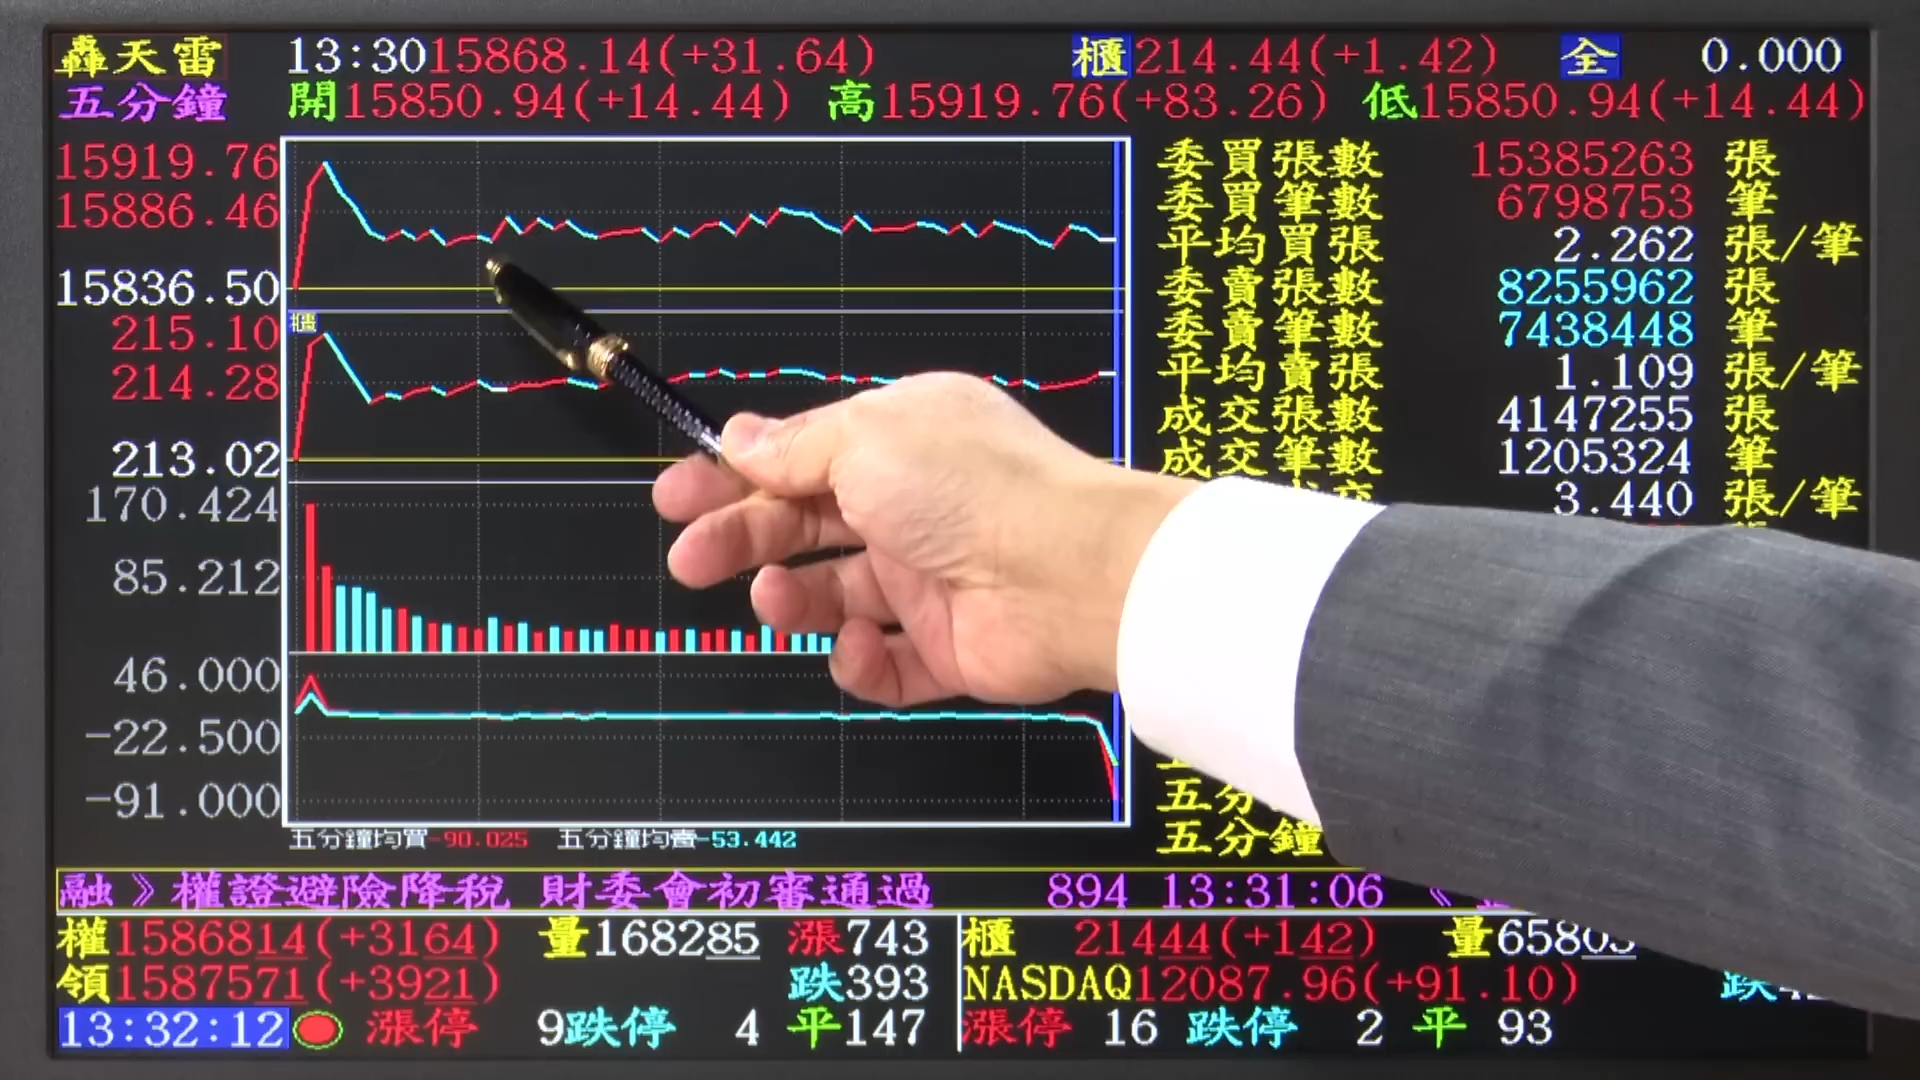 轟天雷 13:30 15868.14(+31.64) 櫃214.44(+1.42) 全 0.000
五分鐘 開15850.94(+14.44) 高15919.76(+83.26) 低15850.94(+14.44)
15919.76
15886.46
15836.50
櫃
215.10
214.28
213.02
170.424
85.212
46.000
-22.500
-91.000
五分鐘均買-90.025 五分鐘均賣-53.442
委買張數 15385263 張
委買筆數 6798753 筆
平均買張 2.262 張/筆
委賣張數 8255962 張
委賣筆數 7438448 筆
平均賣張 1.109 張/筆
成交張數 4147255 張
成交筆數 1205324 筆
3.440 張/筆
五分
五分鐘
融》權證避險降稅 財委會初審通過 894 13:31:06 《
權1586814(+3164) 量168285 漲743 櫃 21444(+142) 量65803
領1587571(+3921) 跌393 NASDAQ12087.96(+91.10) 跌
13:32:12 漲停 9跌停 4 平147 漲停 16 跌停 2 平 93